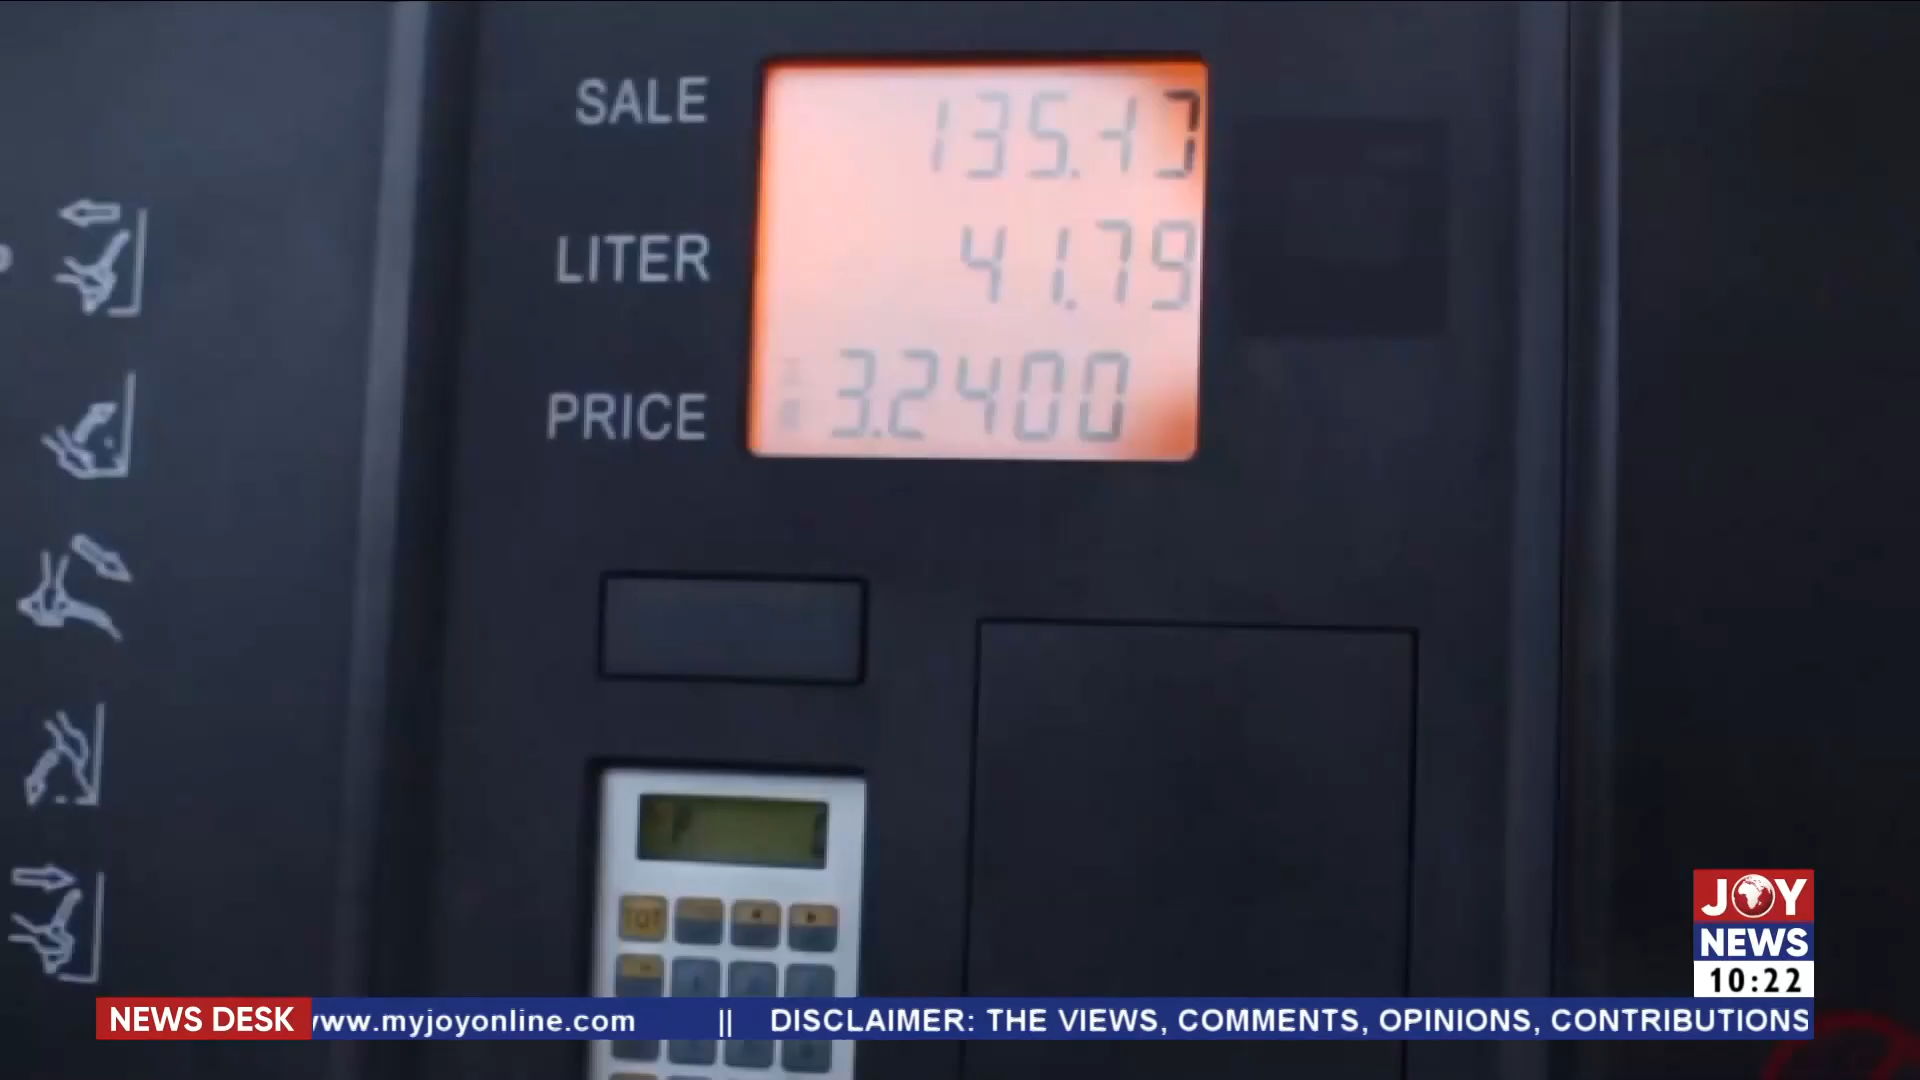 SALE
LITER
41.79
PRICE
3.2400
TOT
JOY
NEWS
10:22
NEWS DESK
www.myjoyonline.com || DISCLAIMER: THE VIEWS, COMMENTS, OPINIONS, CONTRIBUTIONS